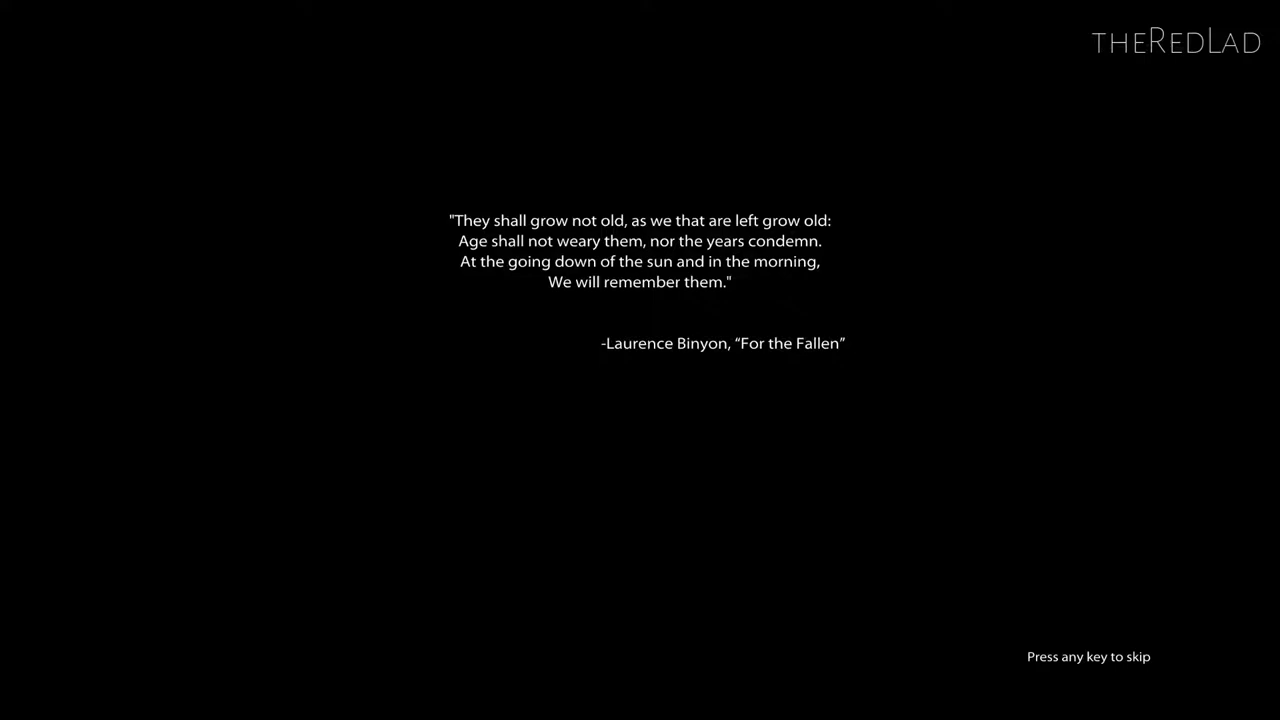 THEREDLAD
"They shall grow not old, as we that are left grow old:
Age shall not weary them, nor the years condemn.
At the going down of the sun and in the morning,
We will remember them."
-Laurence Binyon, “For the Fallen”
Press any key to skip